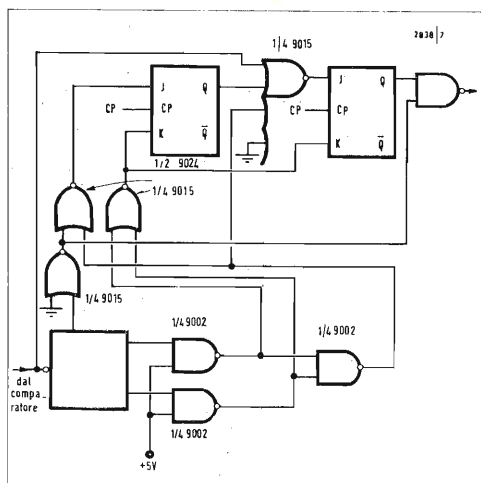 1/4 9015
2838|7
J
Q
CP
CP
K
Q̅
J
Q
CP
CP
K
Q̅
1/2 9024
1/4 9015
1/4 9015
1/4 9002
1/4 9002
dal
compa_
ratore
1/4 9002
+5V